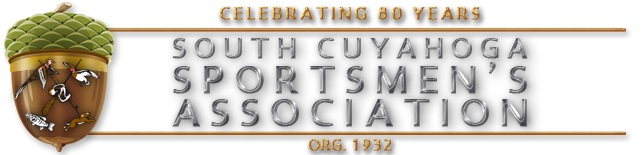 CELEBRATING 80 YEARS
SOUTH CUYAHOGA
SPORTSMEN'S
ASSOCIATION
ORG. 1932